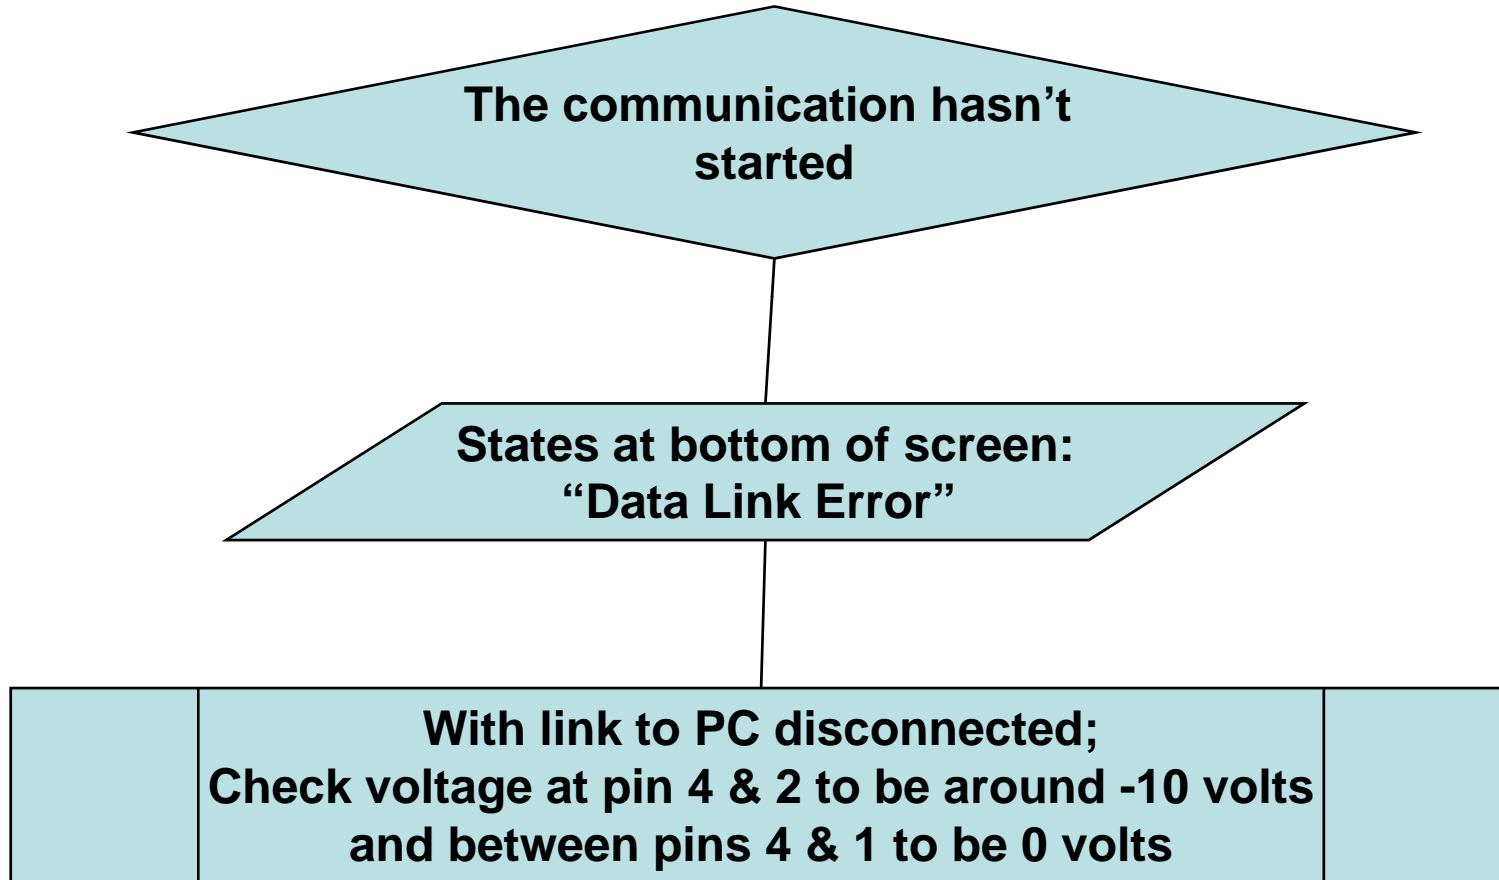 The communication hasn’t
started
States at bottom of screen:
“Data Link Error”
With link to PC disconnected;
Check voltage at pin 4 & 2 to be around -10 volts
and between pins 4 & 1 to be 0 volts